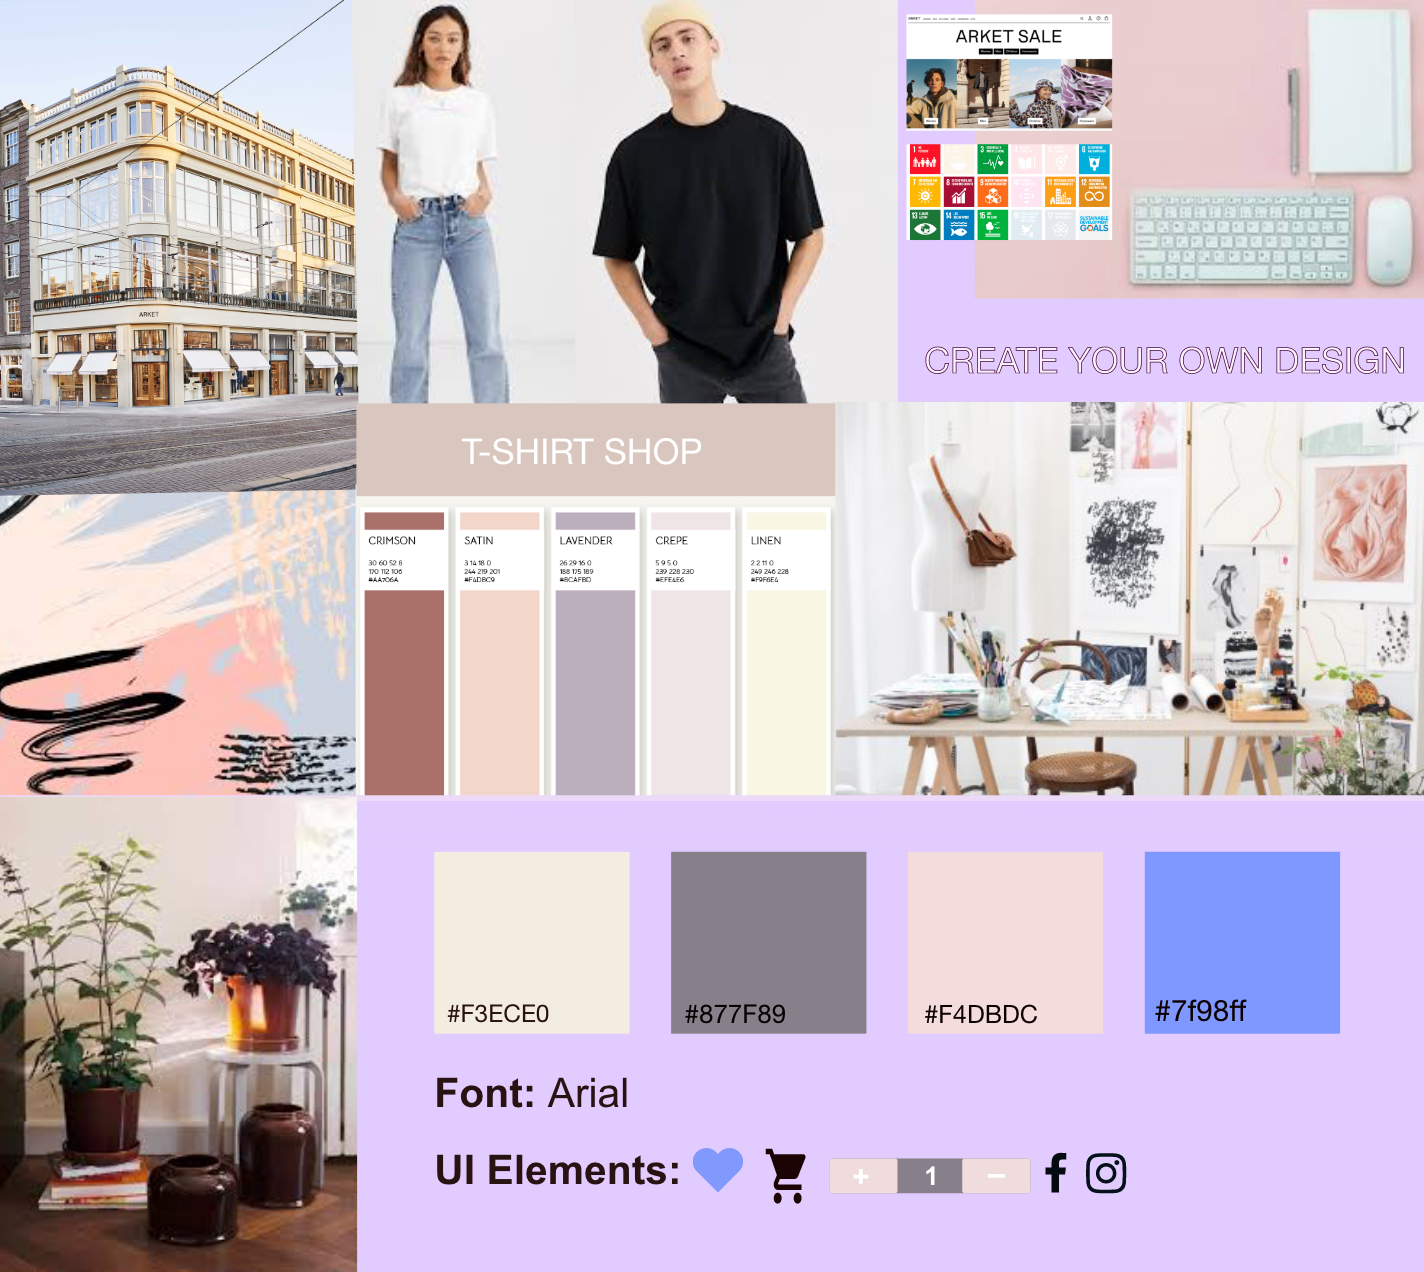 ARKET
ARKET
ARKET SALE
SUSTAINABLE
DEVELOPMENT
GOALS
CREATE YOUR OWN DESIGN
T-SHIRT SHOP
CRIMSON
30 60 52 8
170 112 106
#AA706A
SATIN
3 14 18 0
244 219 201
#F4DBC9
LAVENDER
26 29 16 0
188 175 189
#BCAFBD
CREPE
5 9 5 0
239 228 230
#EFE4E6
LINEN
2 2 11 0
249 246 228
#F9F6E4
#F3ECE0
#877F89
#F4DBDC
#7f98ff
Font: Arial
UI Elements:
+ 1 −